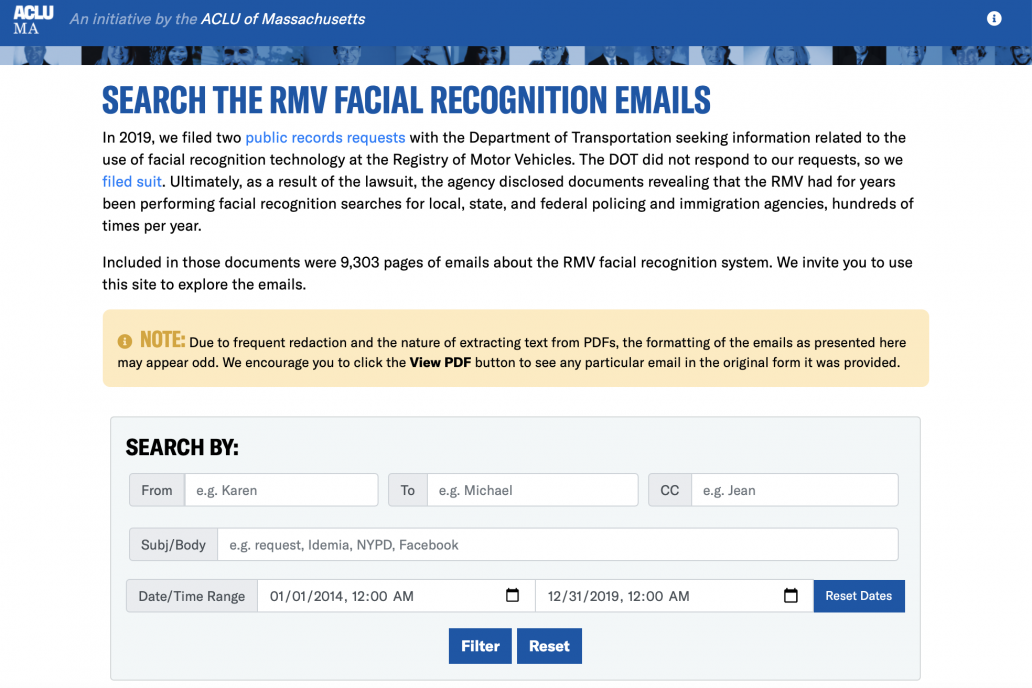 ACLU
MA
An initiative by the ACLU of Massachusetts
SEARCH THE RMV FACIAL RECOGNITION EMAILS
In 2019, we filed two public records requests with the Department of Transportation seeking information related to the
use of facial recognition technology at the Registry of Motor Vehicles. The DOT did not respond to our requests, so we
filed suit. Ultimately, as a result of the lawsuit, the agency disclosed documents revealing that the RMV had for years
been performing facial recognition searches for local, state, and federal policing and immigration agencies, hundreds of
times per year.
Included in those documents were 9,303 pages of emails about the RMV facial recognition system. We invite you to use
this site to explore the emails.
NOTE: Due to frequent redaction and the nature of extracting text from PDFs, the formatting of the emails as presented here
may appear odd. We encourage you to click the View PDF button to see any particular email in the original form it was provided.
SEARCH BY:
From e.g. Karen To e.g. Michael CC e.g. Jean
Subj/Body e.g. request, Idemia, NYPD, Facebook
Date/Time Range 01/01/2014, 12:00 AM 12/31/2019, 12:00 AM Reset Dates
Filter Reset